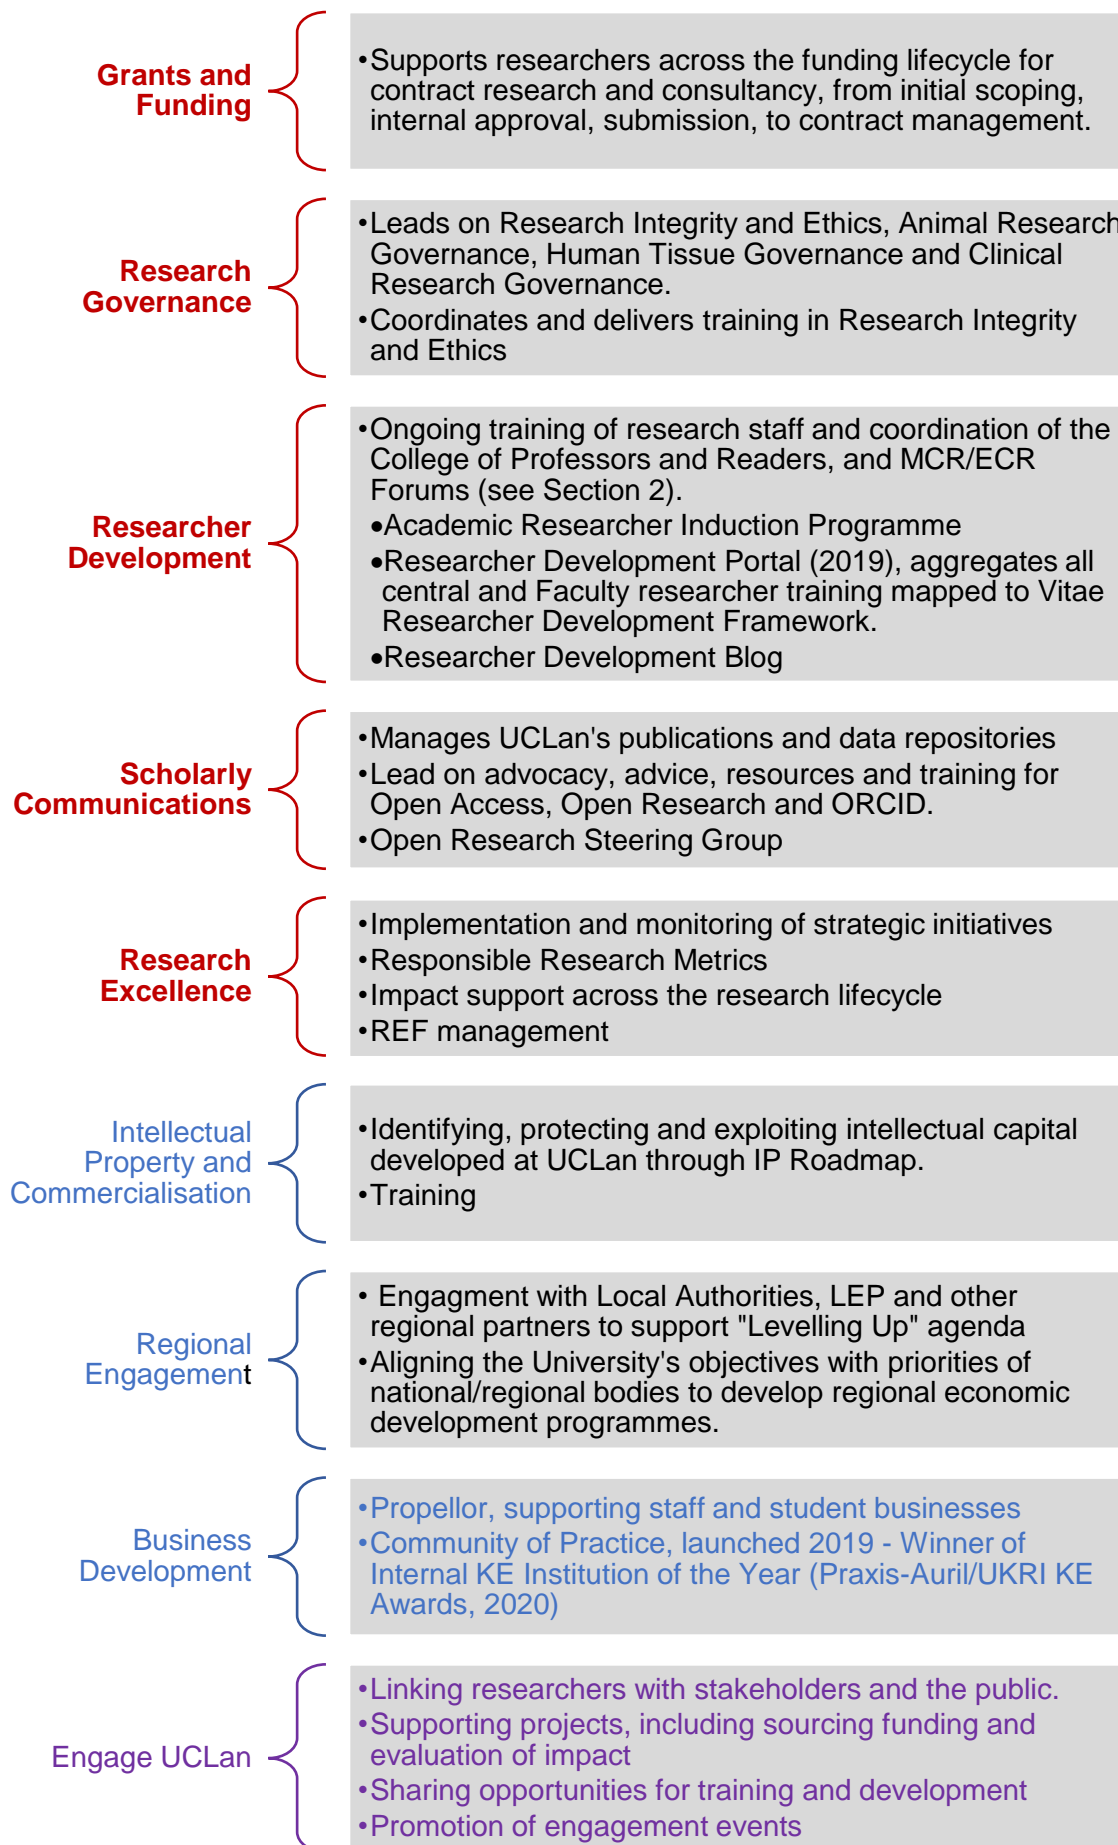 Grants and
Funding
•Supports researchers across the funding lifecycle for
contract research and consultancy, from initial scoping,
internal approval, submission, to contract management.
Research
Governance
•Leads on Research Integrity and Ethics, Animal Research
Governance, Human Tissue Governance and Clinical
Research Governance.
•Coordinates and delivers training in Research Integrity
and Ethics
Researcher
Development
•Ongoing training of research staff and coordination of the
College of Professors and Readers, and MCR/ECR
Forums (see Section 2).
•Academic Researcher Induction Programme
•Researcher Development Portal (2019), aggregates all
central and Faculty researcher training mapped to Vitae
Researcher Development Framework.
•Researcher Development Blog
Scholarly
Communications
•Manages UCLan's publications and data repositories
•Lead on advocacy, advice, resources and training for
Open Access, Open Research and ORCID.
•Open Research Steering Group
Research
Excellence
•Implementation and monitoring of strategic initiatives
•Responsible Research Metrics
•Impact support across the research lifecycle
•REF management
Intellectual
Property and
Commercialisation
•Identifying, protecting and exploiting intellectual capital
developed at UCLan through IP Roadmap.
•Training
Regional
Engagement
• Engagment with Local Authorities, LEP and other
regional partners to support "Levelling Up" agenda
•Aligning the University's objectives with priorities of
national/regional bodies to develop regional economic
development programmes.
Business
Development
•Propellor, supporting staff and student businesses
•Community of Practice, launched 2019 - Winner of
Internal KE Institution of the Year (Praxis-Auril/UKRI KE
Awards, 2020)
Engage UCLan
•Linking researchers with stakeholders and the public.
•Supporting projects, including sourcing funding and
evaluation of impact
•Sharing opportunities for training and development
•Promotion of engagement events